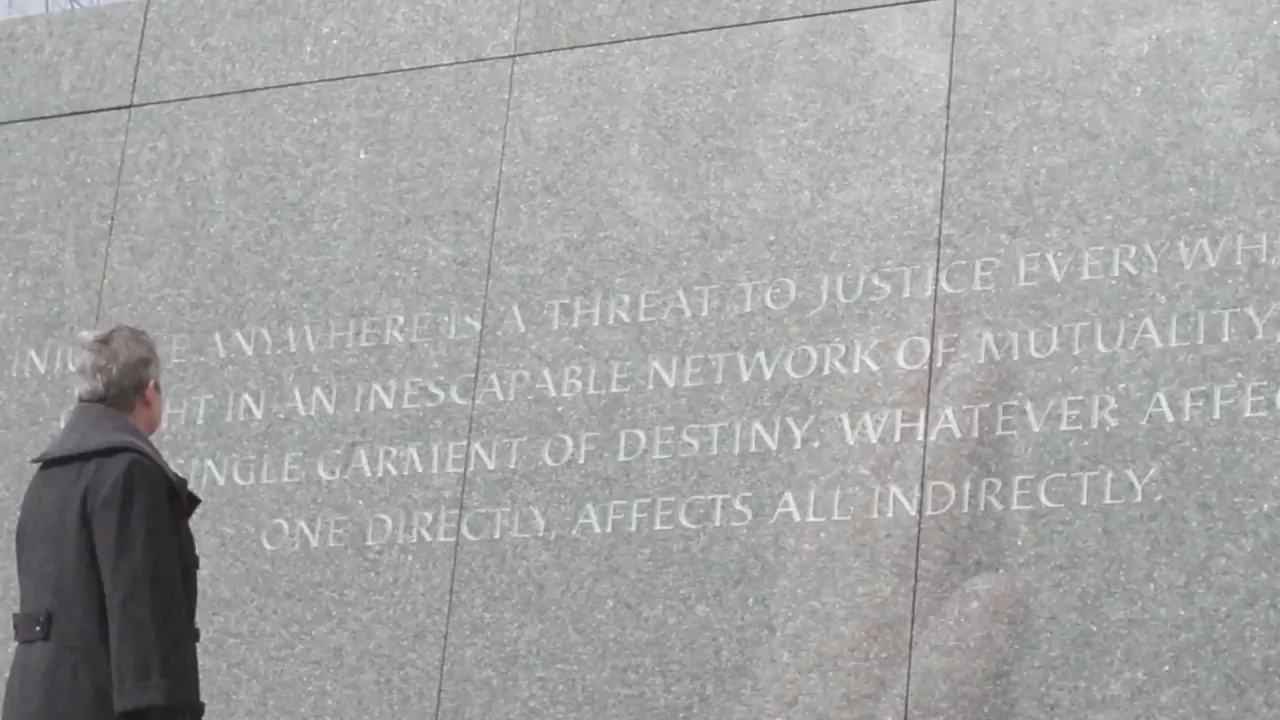 IS A THREAT TO JUSTICE
IN AN INESCAPABLE NETWORK OF MUTUALITY,
GARMENT OF DESTINY. WHATEVER
ONE DIRECTLY, AFFECTS ALL INDIRECTLY.